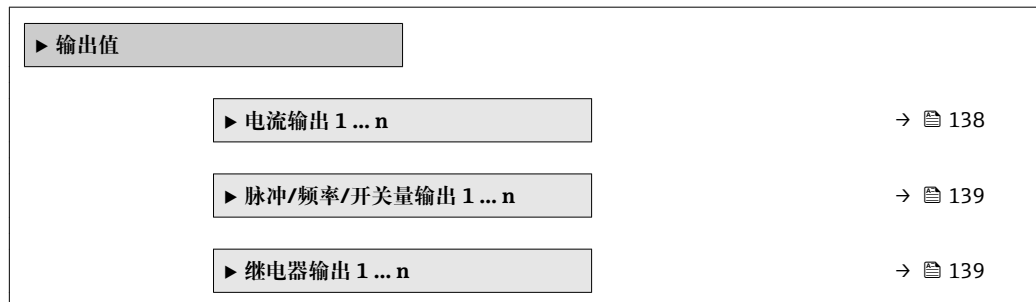 ▶ 输出值
▶ 电流输出 1 … n → 🖹 138
▶ 脉冲/频率/开关量输出 1 … n → 🖹 139
▶ 继电器输出 1 … n → 🖹 139